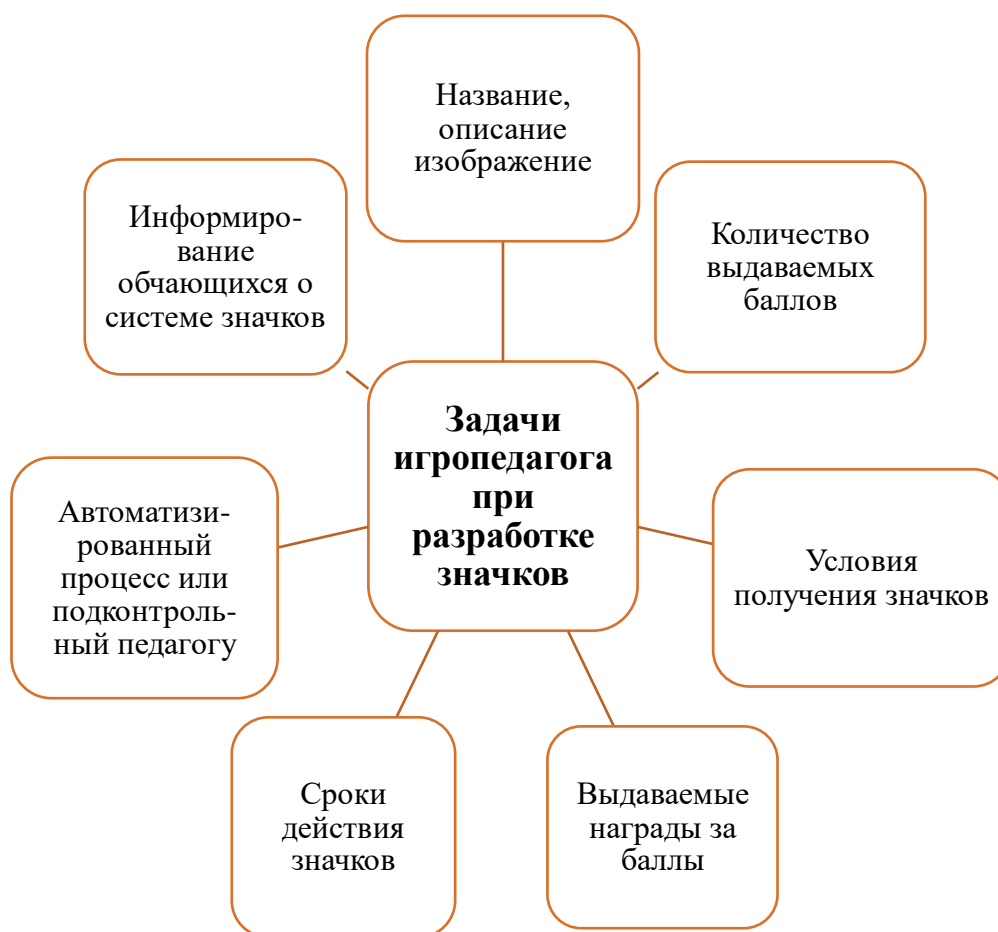 Название,
описание
изображение
Информиро-
вание
обчающихся о
системе значков
Количество
выдаваемых
баллов
Задачи
игропедагога
при
разработке
значков
Автоматизи-
рованный
процесс или
подконтроль-
ный педагогу
Условия
получения значков
Сроки
действия
значков
Выдаваемые
награды за
баллы